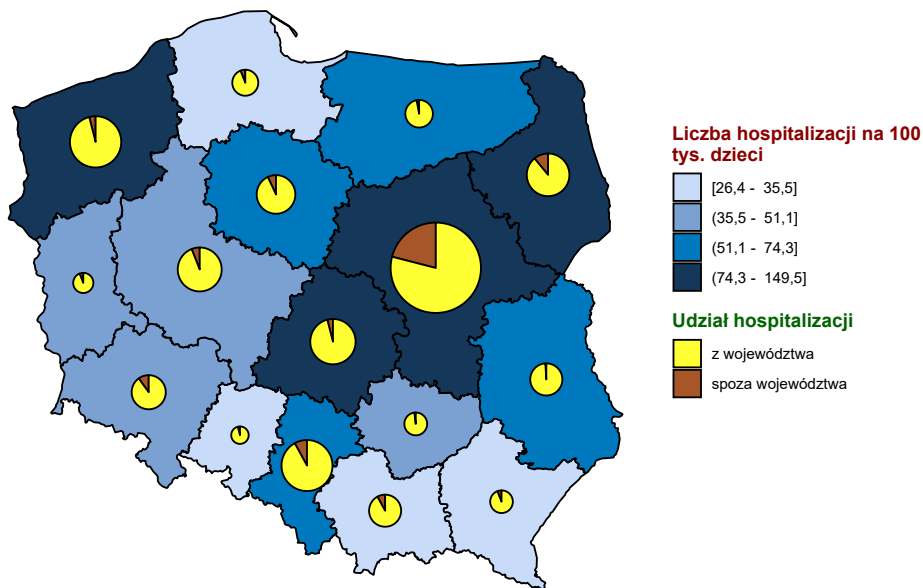 Liczba hospitalizacji na 100
tys. dzieci
[26,4 - 35,5]
(35,5 - 51,1]
(51,1 - 74,3]
(74,3 - 149,5]
Udział hospitalizacji
z województwa
spoza województwa